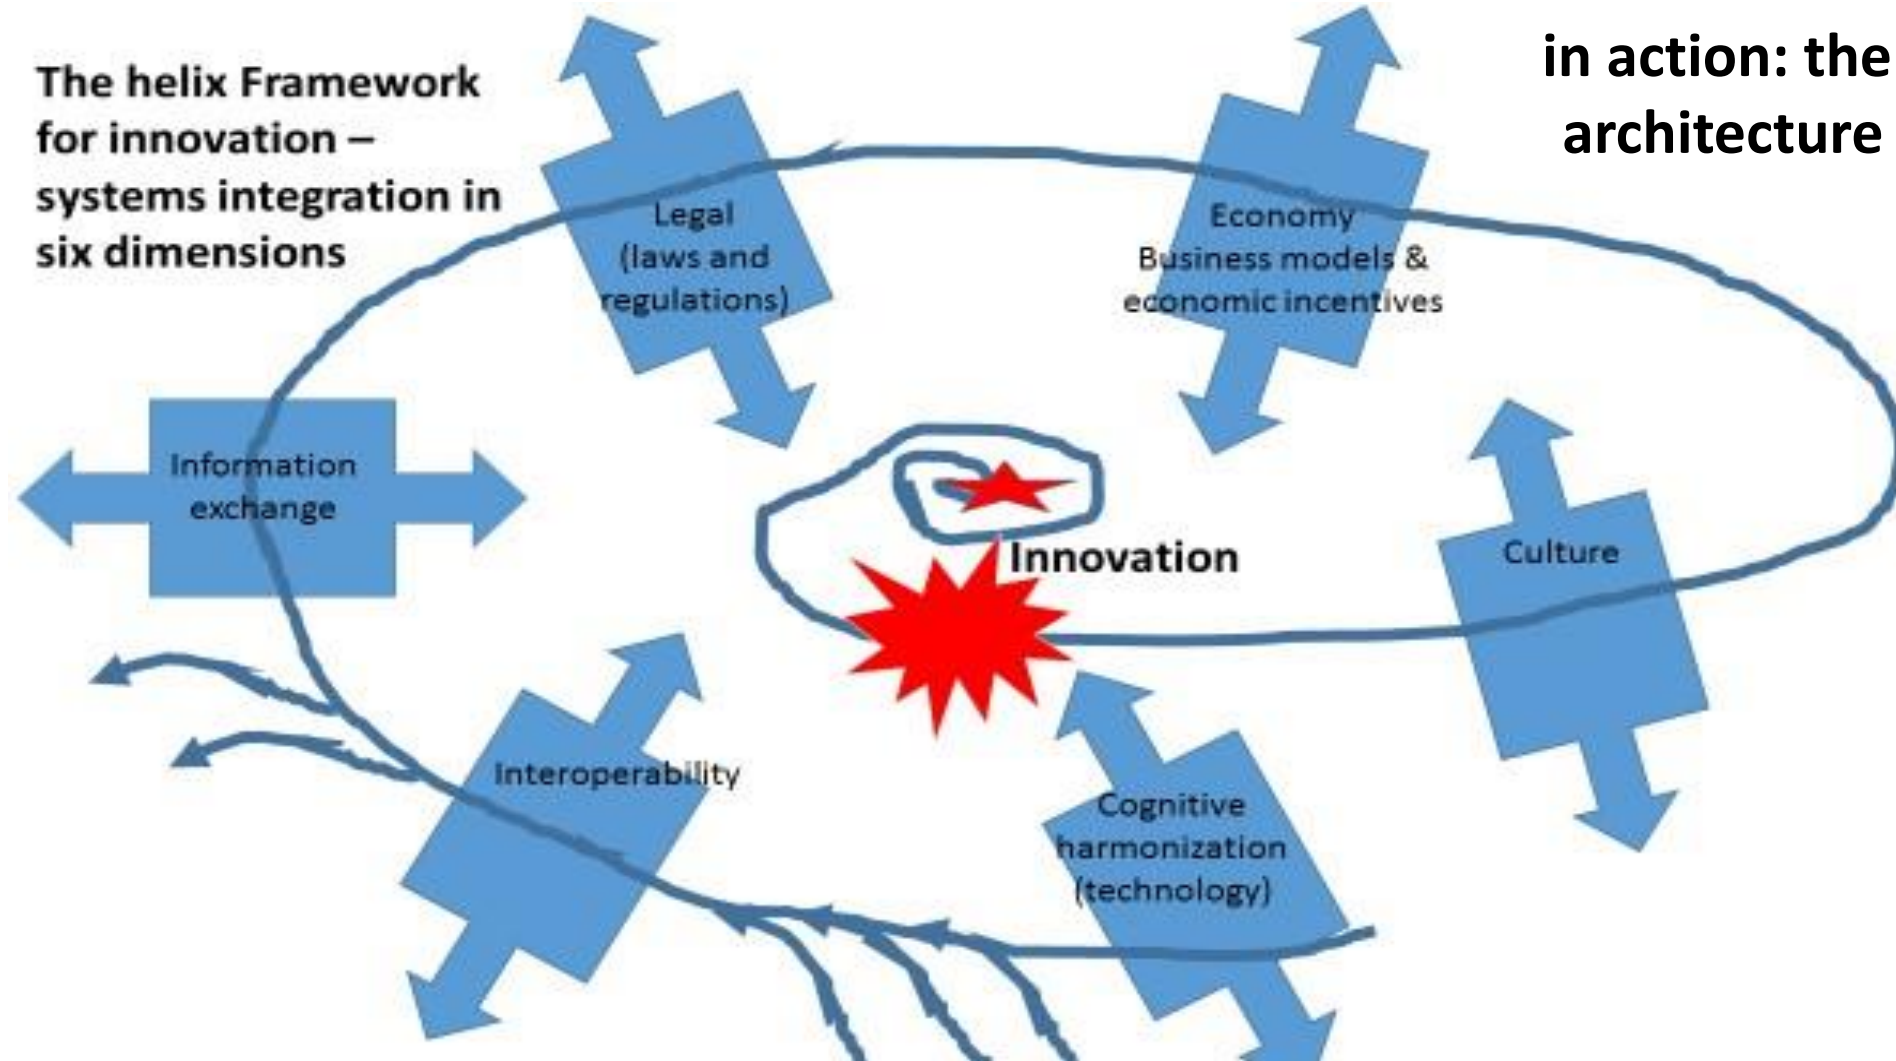 The helix Framework
for innovation –
systems integration in
six dimensions
in action: the
architecture
Legal
(laws and
regulations)
Economy
Business models &
economic incentives
Information
exchange
Innovation
Culture
Interoperability
Cognitive
harmonization
(technology)